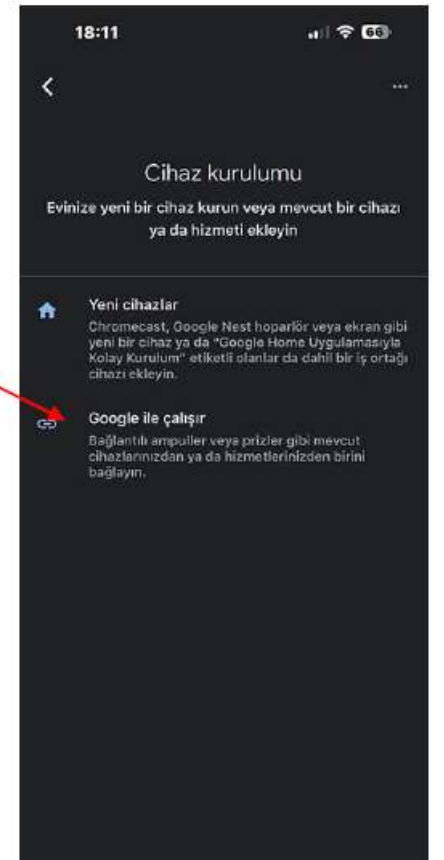 18:11
66
Cihaz kurulumu
Evinize yeni bir cihaz kurun veya mevcut bir cihazı
ya da hizmeti ekleyin
Yeni cihazlar
Chromecast, Google Nest hoparlör veya ekran gibi
yeni bir cihaz ya da "Google Home Uygulamasıyla
Kolay Kurulum" etiketli olanlar da dahil bir iş ortağı
cihazı ekleyin.
Google ile çalışır
Bağlantılı ampuller veya prizler gibi mevcut
cihazlarınızdan ya da hizmetlerinizden birini
bağlayın.